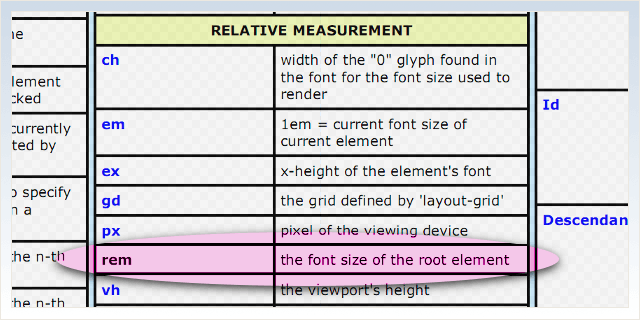 RELATIVE MEASUREMENT
ch
width of the "0" glyph found in
the font for the font size used to
render
em
1em = current font size of
current element
ex
x-height of the element's font
gd
the grid defined by 'layout-grid'
px
pixel of the viewing device
rem
the font size of the root element
vh
the viewport's height
lement
cked
currently
ted by
o specify
n a
the n-th
the n-th
Id
Descendan